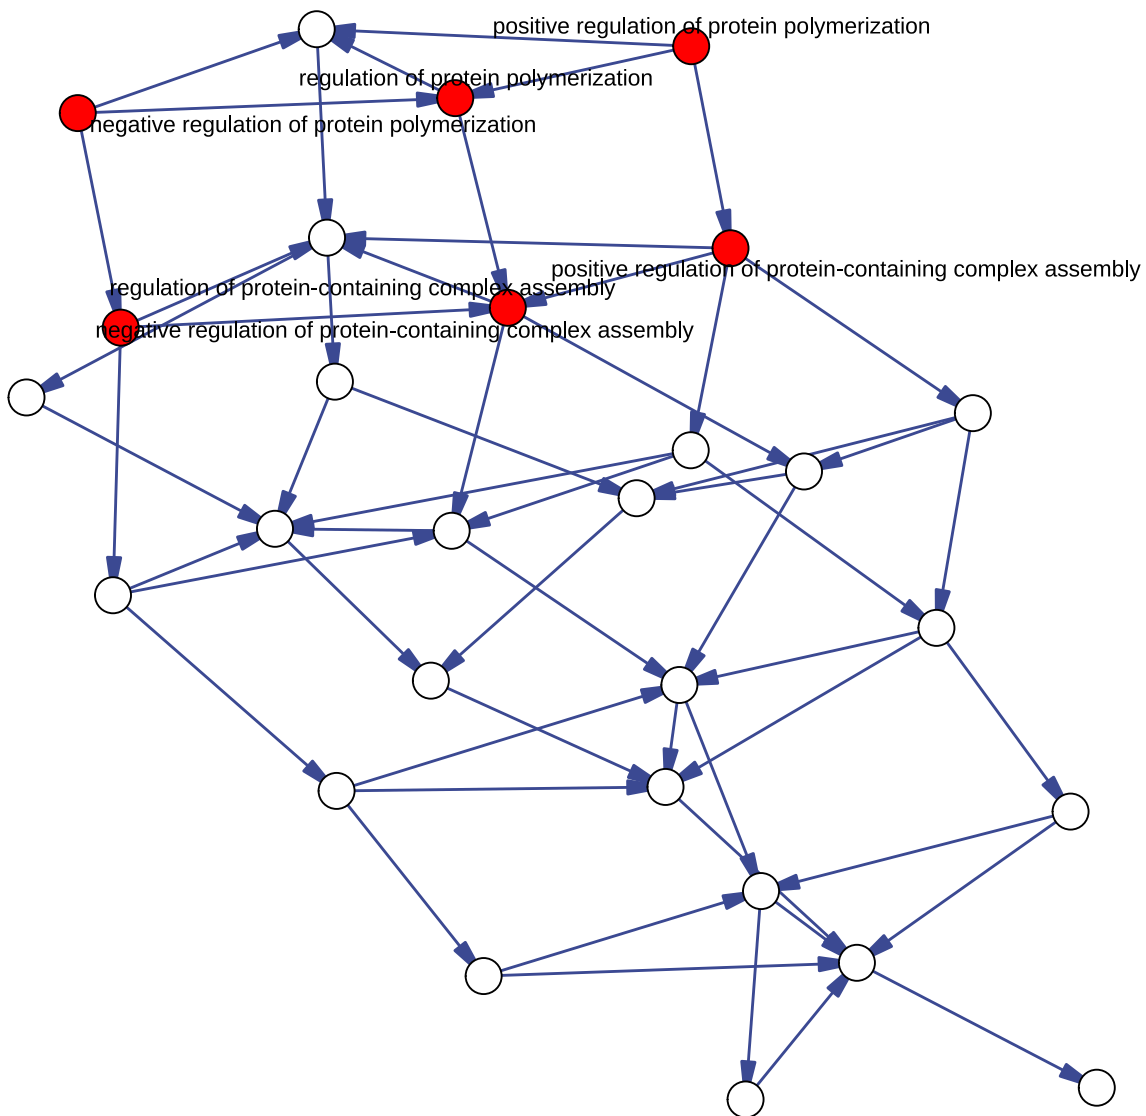 positive regulation of protein polymerization
regulation of protein polymerization
negative regulation of protein polymerization
positive regulation of protein-containing complex assembly
regulation of protein-containing complex assembly
negative regulation of protein-containing complex assembly